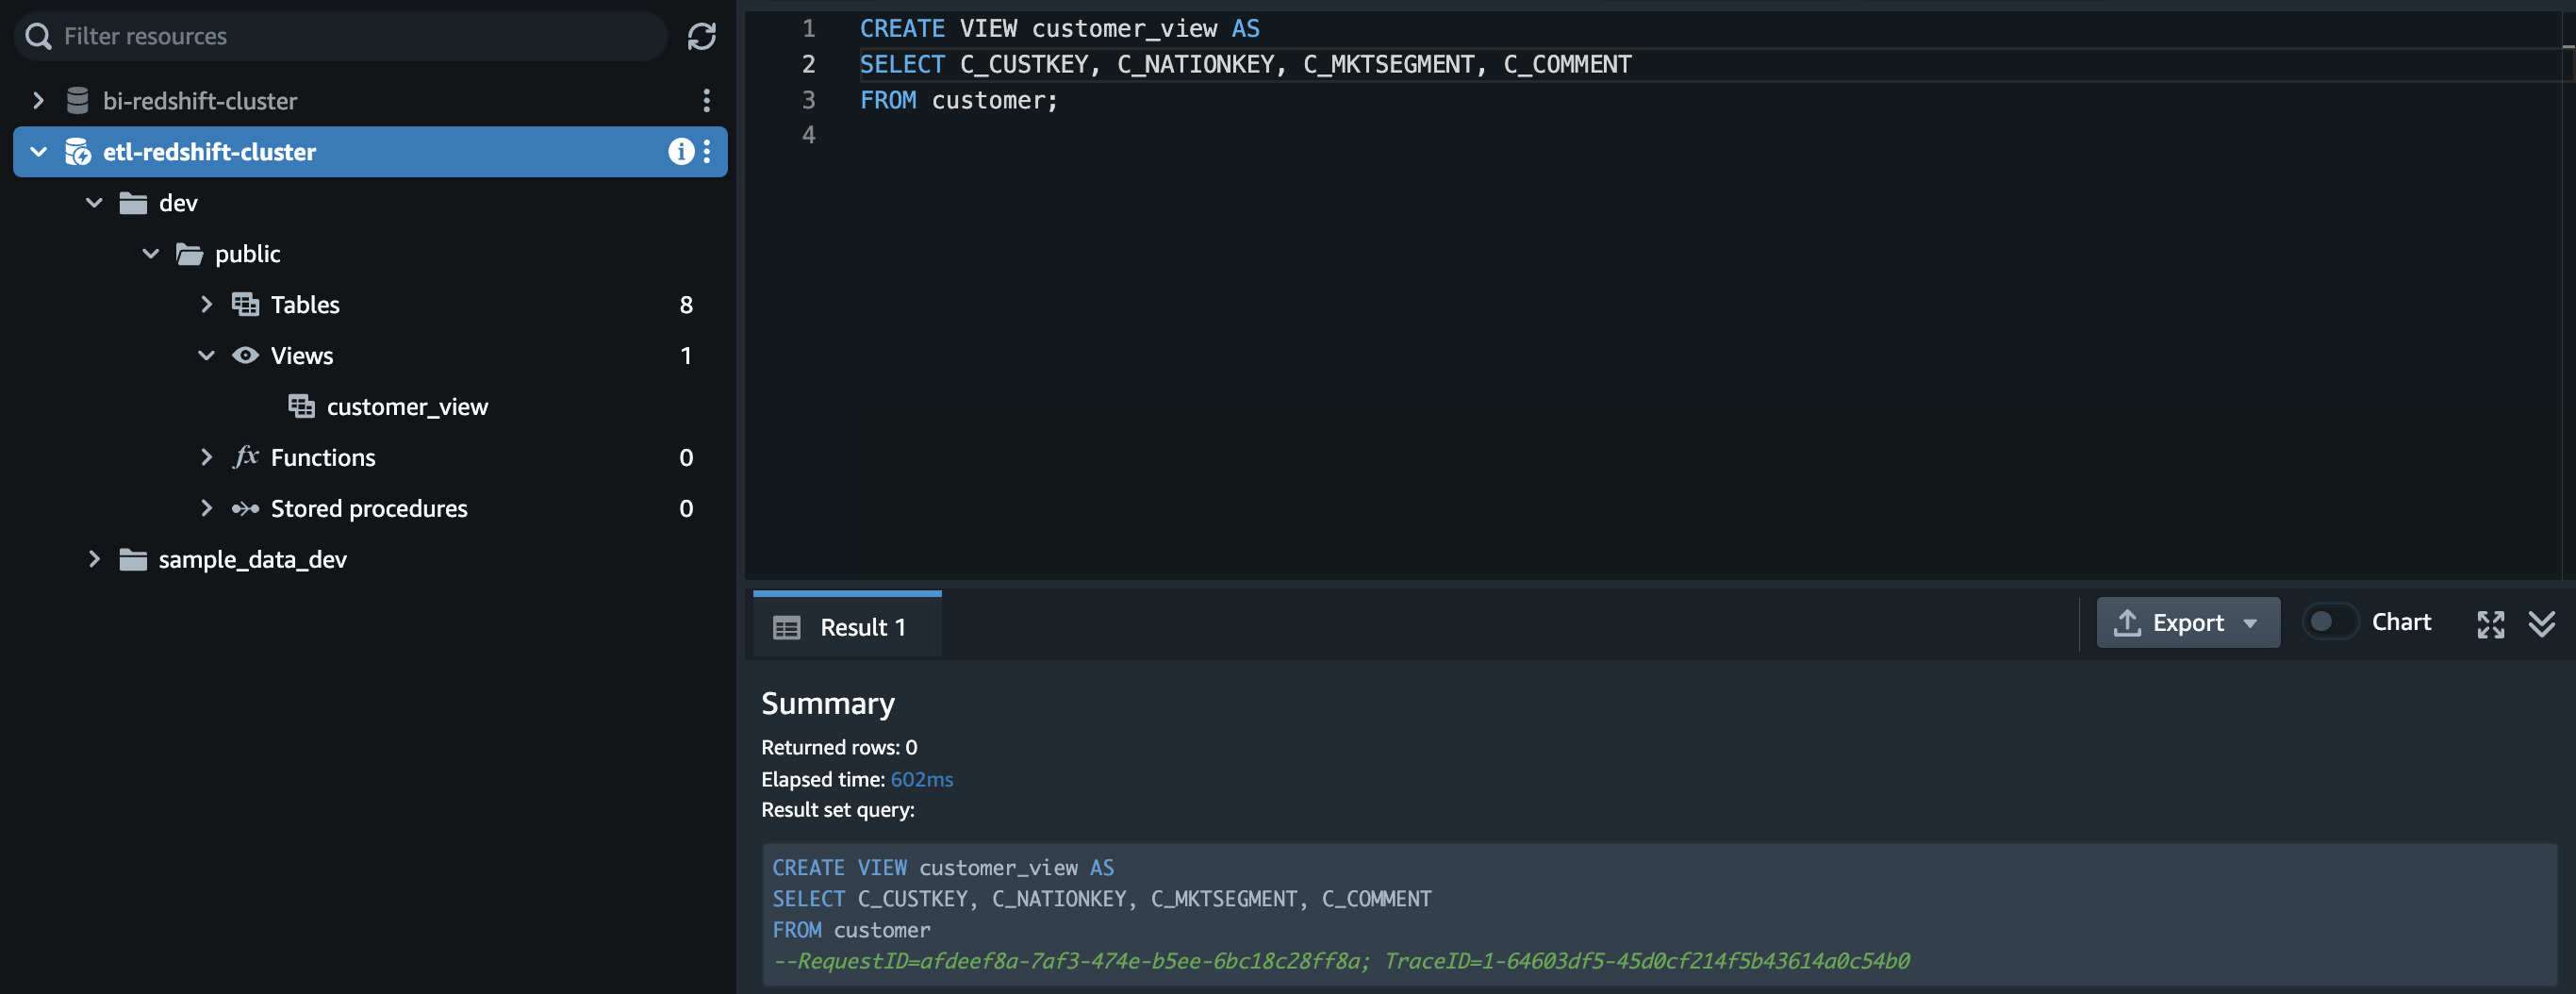 Filter resources
bi-redshift-cluster
etl-redshift-cluster
dev
public
Tables 8
Views 1
customer_view
fx Functions 0
Stored procedures 0
sample_data_dev
1 CREATE VIEW customer_view AS
2 SELECT C_CUSTKEY, C_NATIONKEY, C_MKTSEGMENT, C_COMMENT
3 FROM customer;
4
Result 1
Export
Chart
Summary
Returned rows: 0
Elapsed time: 602ms
Result set query:
CREATE VIEW customer_view AS
SELECT C_CUSTKEY, C_NATIONKEY, C_MKTSEGMENT, C_COMMENT
FROM customer
--RequestID=afdeef8a-7af3-474e-b5ee-6bc18c28ff8a; TraceID=1-64603df5-45d0cf214f5b43614a0c54b0